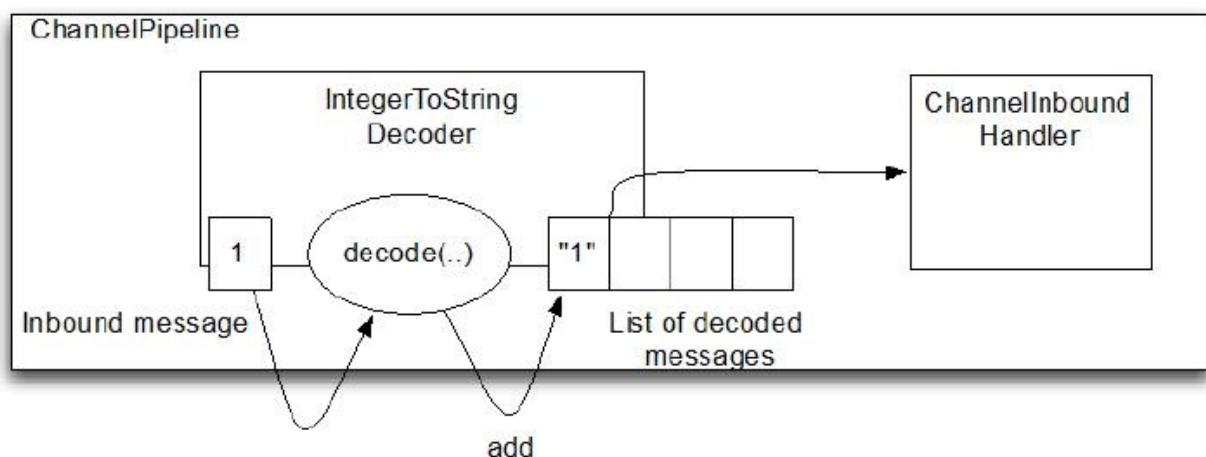 ChannelPipeline
IntegerToString
Decoder
ChannelInbound
Handler
1
decode(..)
"1"
Inbound message
List of decoded
messages
add